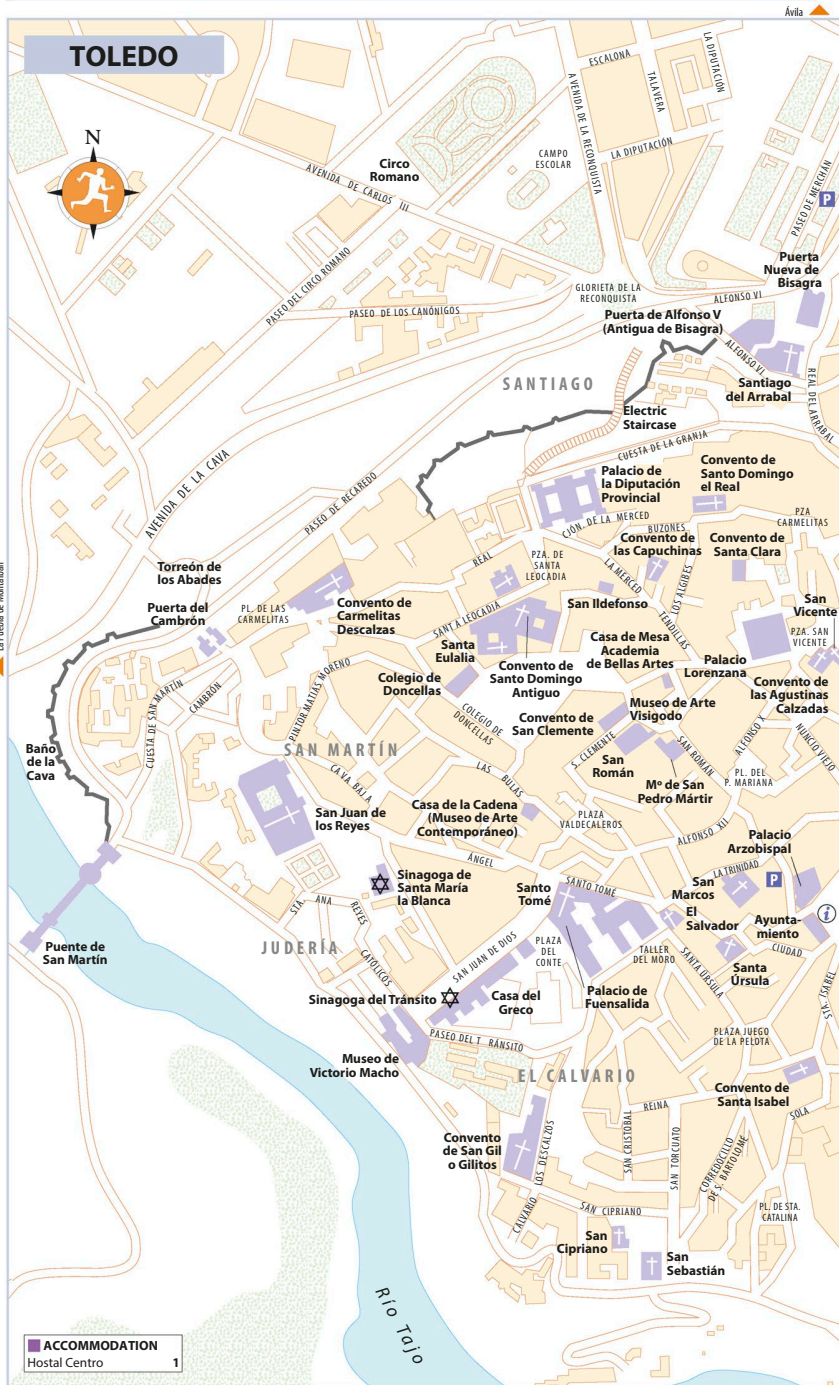 Ávila
TOLEDO
N
ESCALONA
LA DIPUTACIÓN
TALAVERA
AVENIDA DE LA RECONQUISTA
LA DIPUTACIÓN
CAMPO
ESCOLAR
Circo
Romano
AVENIDA DE CARLOS III
PASEO DE MERCHÁN
P
PASEO DEL CIRCO ROMANO
PASEO DE LOS CANÓNIGOS
GLORIETA DE LA
RECONQUISTA
Puerta
Nueva de
Bisagra
ALFONSO VI
Puerta de Alfonso V
(Antigua de Bisagra)
ALFONSO VI
SANTIAGO
Santiago
del Arrabal
REAL DEL ARRABAL
Electric
Staircase
CUESTA DE LA GRANJA
AVENIDA DE LA CAVA
PASEO DE RECAREDO
Palacio de
la Diputación
Provincial
Convento de
Santo Domingo
el Real
CIÓN. DE LA MERCED
BUZONES
PZA
CARMELITAS
Convento de
las Capuchinas
Convento de
Santa Clara
REAL
PZA. DE
SANTA
LEOCADIA
LA MERCED
LOS ALGIBES
TENDILLAS
La Puebla de Montalbán
Torreón de
los Abades
Puerta del
Cambrón
PL. DE LAS
CARMELITAS
Convento de
Carmelitas
Descalzas
SANT A LEOCADIA
San Ildefonso
San
Vicente
PZA. SAN
VICENTE
Santa
Eulalia
Convento de
Santo Domingo
Antiguo
Casa de Mesa
Academia
de Bellas Artes
Palacio
Lorenzana
Convento de
las Agustinas
Calzadas
Colegio de
Doncellas
COLEGIO DE
DONCELLAS
Convento de
San Clemente
Museo de Arte
Visigodo
PINTOR MATIAS MORENO
CUESTA DE SAN MARTÍN
CAMBRÓN
Baño
de la
Cava
SAN MARTÍN
CAVA BAJ A
LAS BULAS
S. CLEMENTE
San
Román
SAN ROMÁN
ALFONSO X
NUNCIO VIEJO
Mº de San
Pedro Mártir
PL. DEL
P. MARIANA
San Juan de
los Reyes
Casa de la Cadena
(Museo de Arte
Contemporáneo)
PLAZA
VALDECALEROS
ALFONSO XII
Palacio
Arzobispal
ÁNGEL
LA TRINIDAD
P
Sinagoga de
Santa María
la Blanca
Santo
Tomé
SANTO TOMÉ
San
Marcos
El
Salvador
Ayunta-
miento
i
CIUDAD
STA. ANA
REYES CATÓLICOS
JUDERÍA
Puente de
San Martín
SAN JUAN DE DIOS
PLAZA
DEL
CONTE
TALLER
DEL MORO
SANTA ÚRSULA
Santa
Úrsula
STA. ISABEL
Sinagoga del Tránsito
Casa del
Greco
Palacio de
Fuensalida
PASEO DEL T RÁNSITO
PLAZA JUEGO
DE LA PELOTA
Museo de
Victorio Macho
EL CALVARIO
Convento de
Santa Isabel
REINA
SOLA
Convento
de San Gil
o Gilitos
LOS DESCALZOS
SAN CRISTOBAL
SAN TORCUATO
CORREDOCILLO
DE S. BARTOLOME
CALVARIO
SAN CIPRIANO
PL. DE STA.
CATALINA
San
Cipriano
San
Sebastián
Río Tajo
ACCOMMODATION
Hostal Centro 1